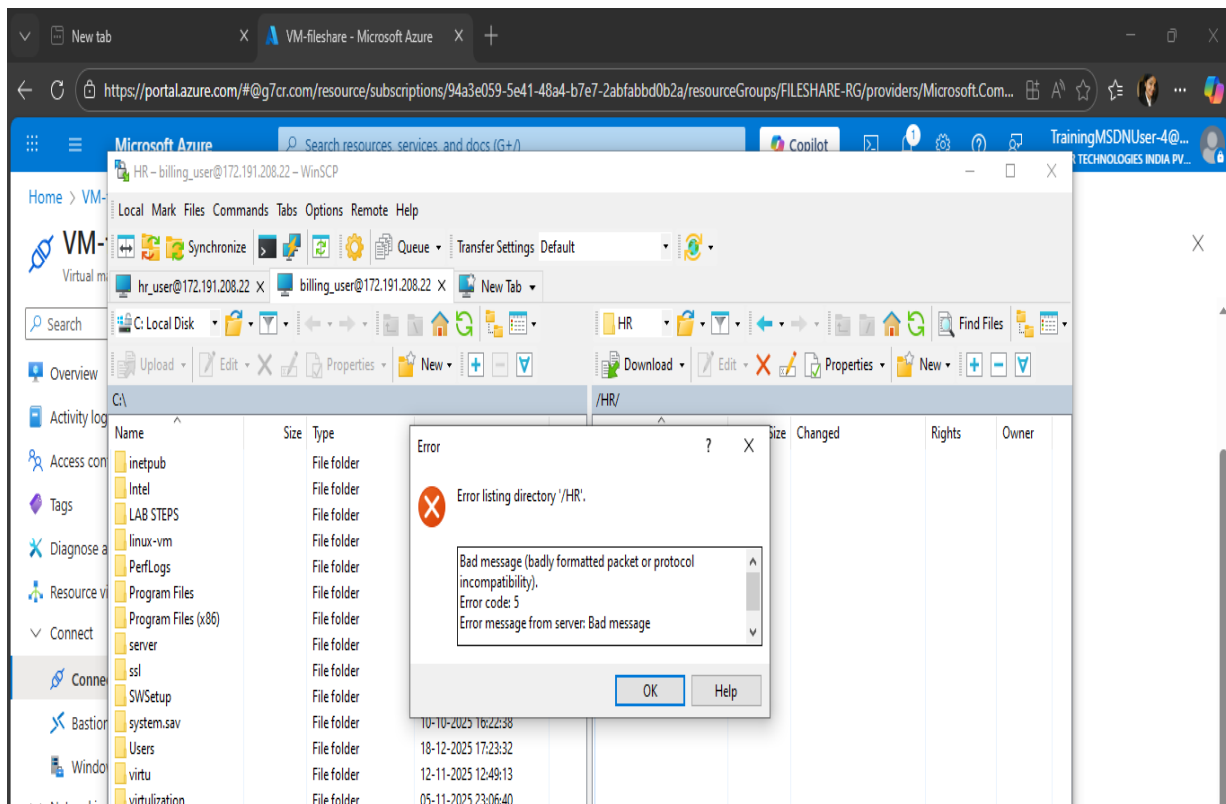 New tab
VM-fileshare - Microsoft Azure
https://portal.azure.com/#@g7cr.com/resource/subscriptions/94a3e059-5e41-48a4-b7e7-2abfabbd0b2a/resourceGroups/FILESHARE-RG/providers/Microsoft.Com...
Microsoft Azure
Search resources, services, and docs (G+/)
Copilot
1
TrainingMSDNUser-4@...
TECHNOLOGIES INDIA PV...
HR – billing_user@172.191.208.22 – WinSCP
Home > VM-
Local Mark Files Commands Tabs Options Remote Help
VM-
Virtual m
Synchronize
Queue
Transfer Settings Default
hr_user@172.191.208.22
billing_user@172.191.208.22
New Tab
Search
C: Local Disk
HR
Find Files
Upload
Edit
Properties
New
Download
Edit
Properties
New
C:\
/HR/
Name
Size
Type
Size
Changed
Rights
Owner
Overview
Activity log
Access con
Tags
Diagnose a
Resource vi
Connect
Conne
Bastion
Windo
inetpub File folder
Intel File folder
LAB STEPS File folder
linux-vm File folder
PerfLogs File folder
Program Files File folder
Program Files (x86) File folder
server File folder
ssl File folder
SWSetup File folder
system.sav File folder 10-10-2025 16:22:38
Users File folder 18-12-2025 17:23:32
virtu File folder 12-11-2025 12:49:13
virtulization File folder 05-11-2025 23:06:40
Error
?
Error listing directory '/HR'.
Bad message (badly formatted packet or protocol
incompatibility).
Error code: 5
Error message from server: Bad message
OK
Help